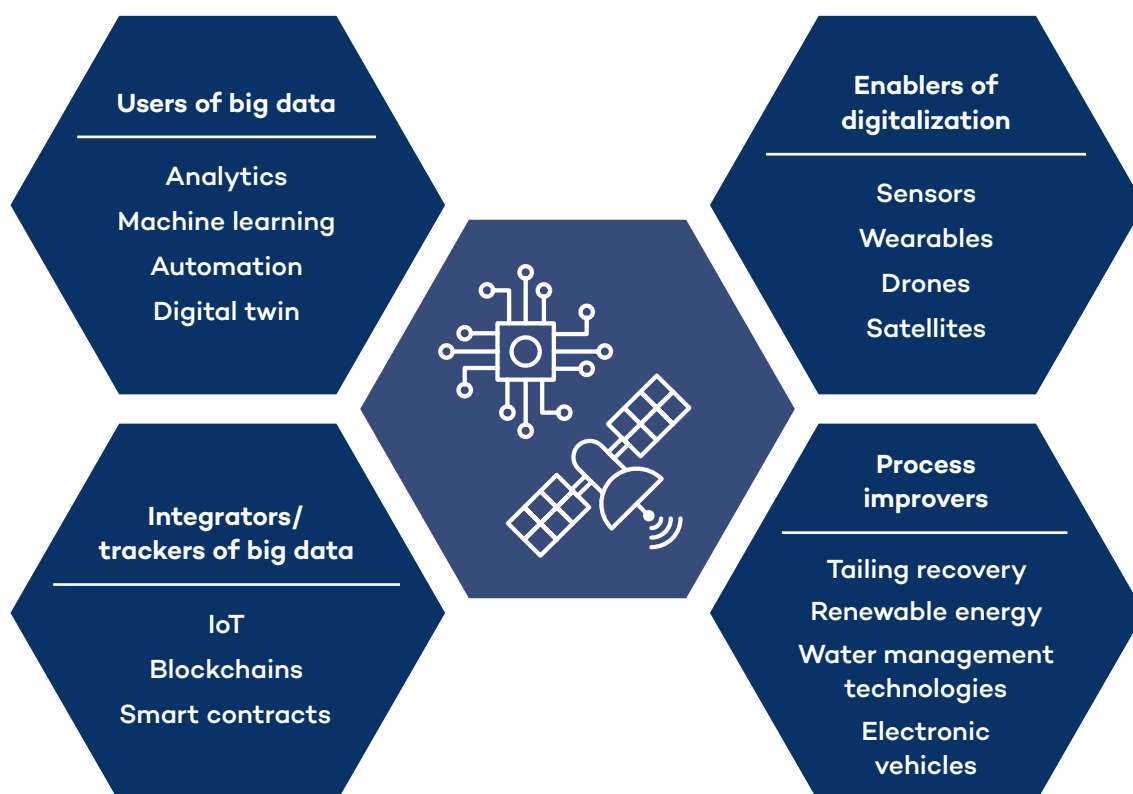 Users of big data
Analytics
Machine learning
Automation
Digital twin
Enablers of
digitalization
Sensors
Wearables
Drones
Satellites
Integrators/
trackers of big data
IoT
Blockchains
Smart contracts
Process
improvers
Tailing recovery
Renewable energy
Water management
technologies
Electronic
vehicles